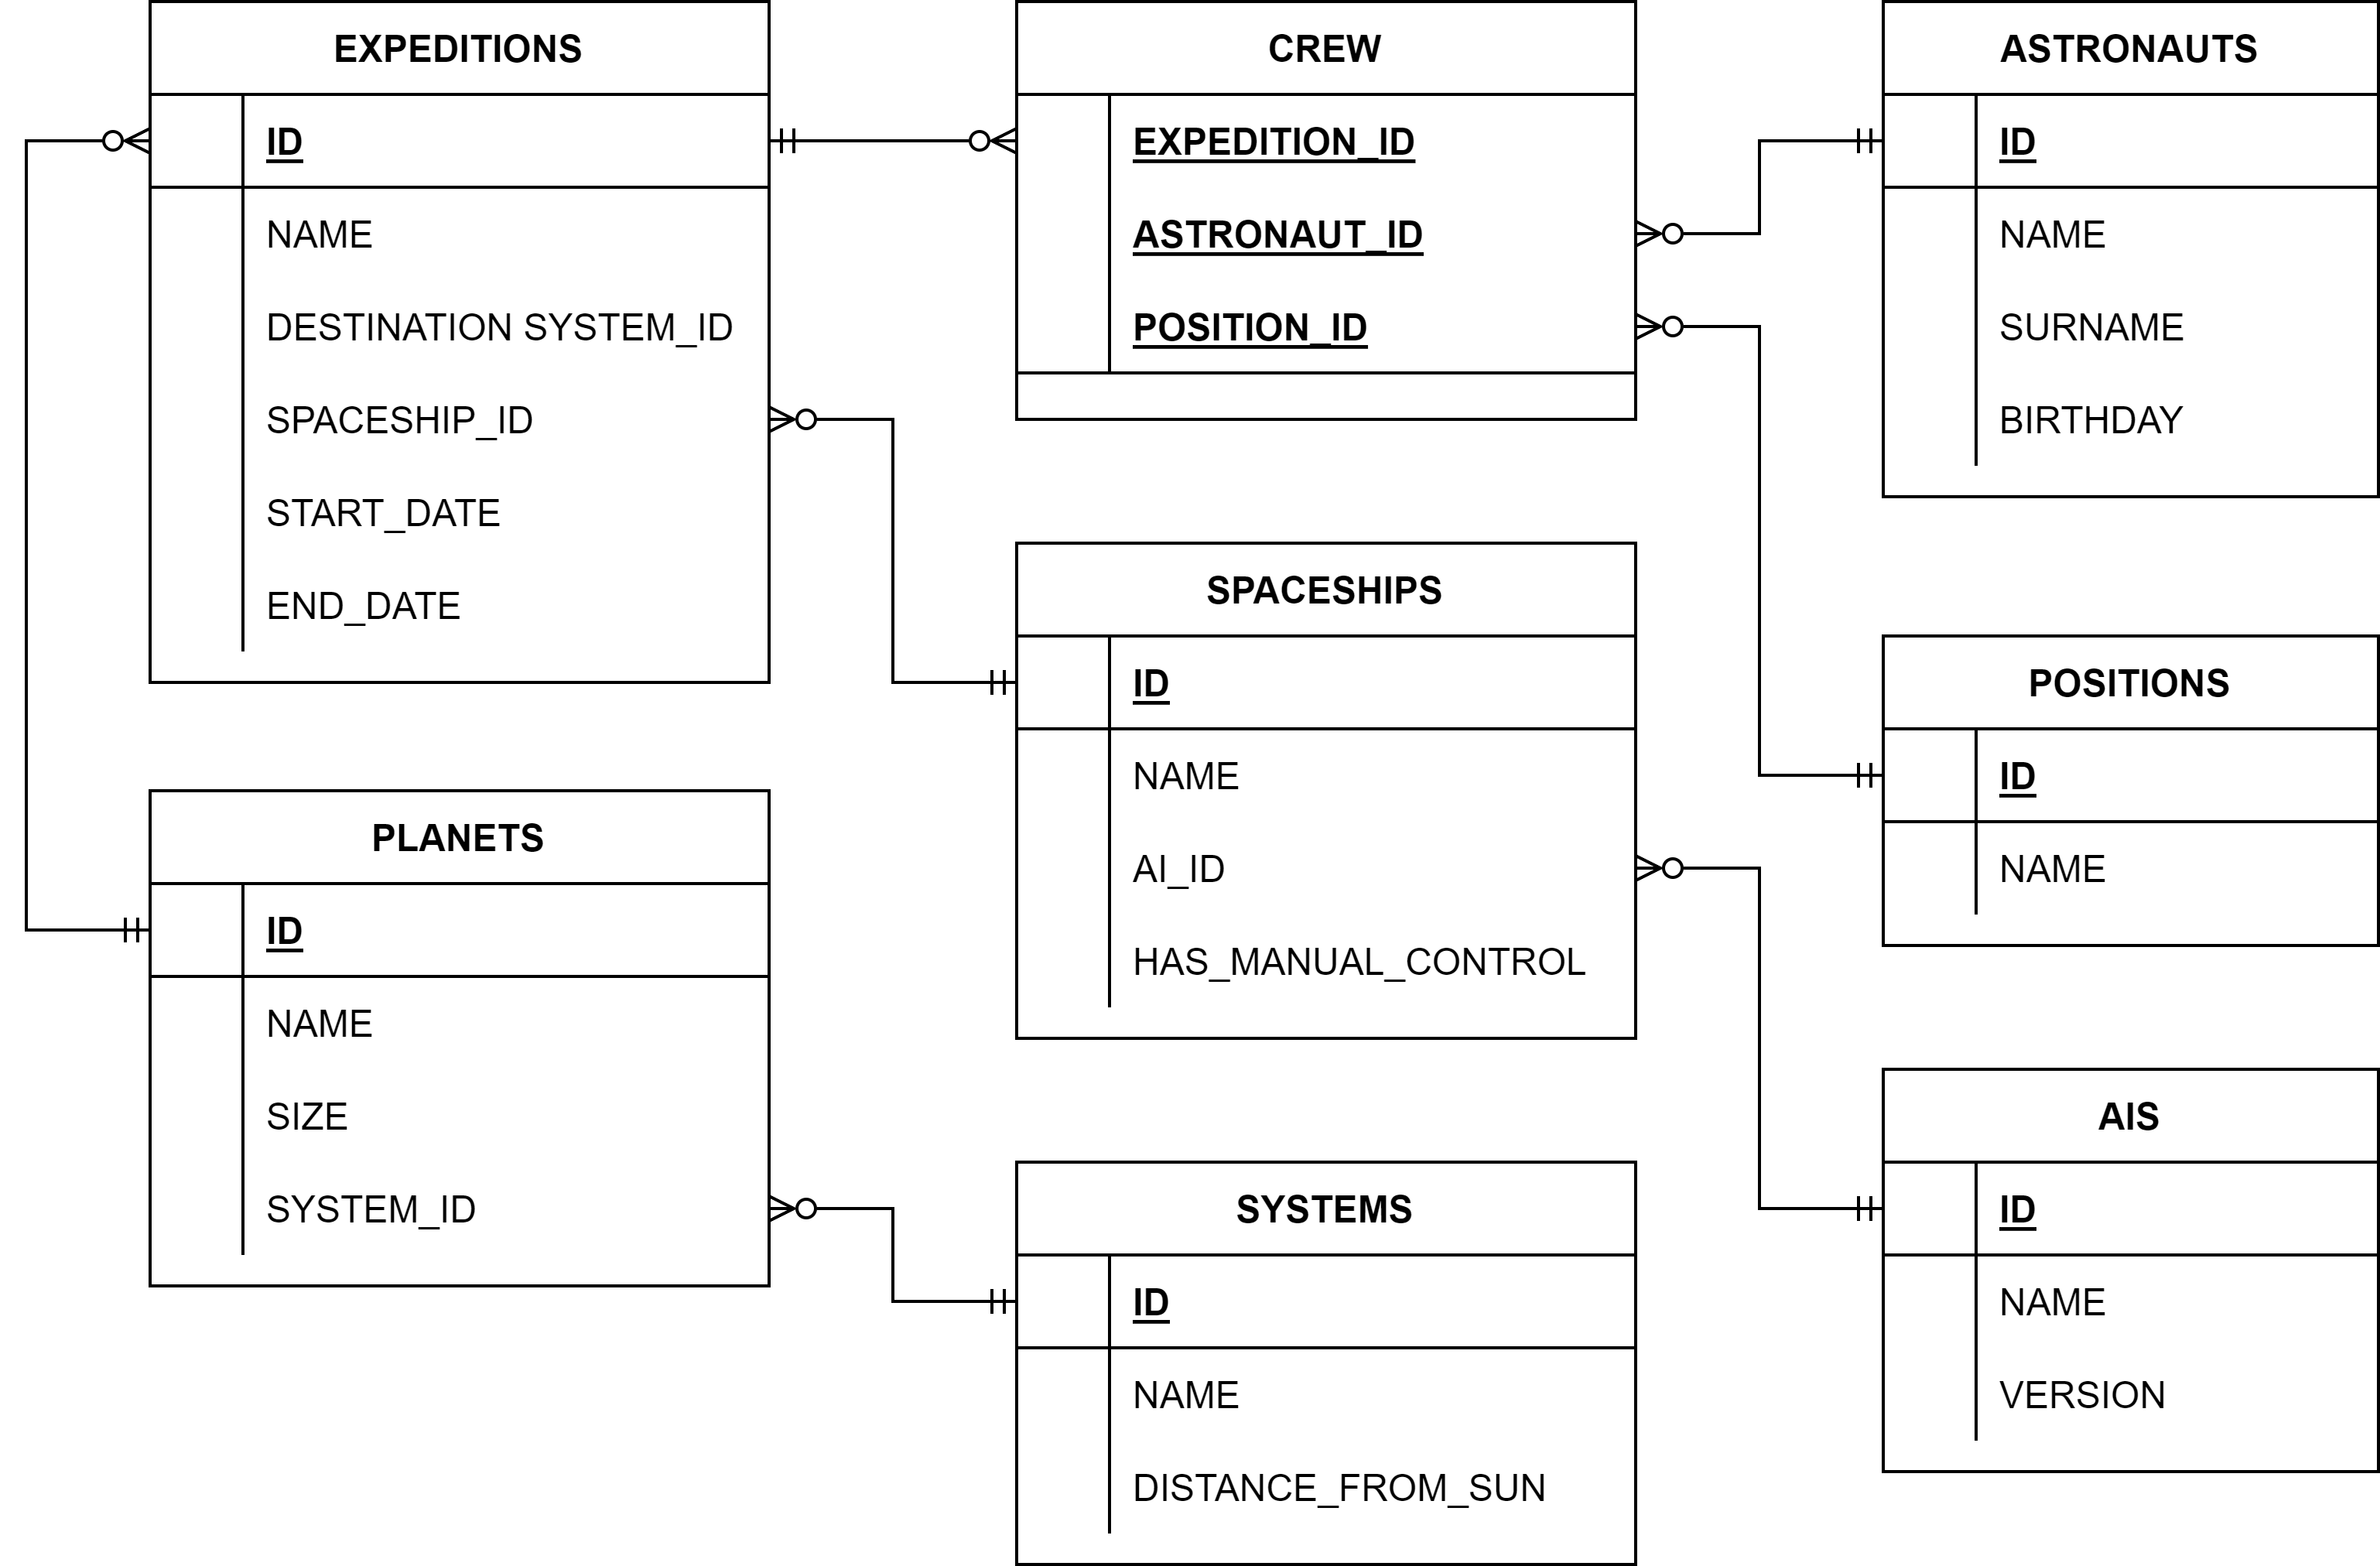 EXPEDITIONS
ID
NAME
DESTINATION SYSTEM_ID
SPACESHIP_ID
START_DATE
END_DATE
CREW
EXPEDITION_ID
ASTRONAUT_ID
POSITION_ID
ASTRONAUTS
ID
NAME
SURNAME
BIRTHDAY
SPACESHIPS
ID
NAME
AI_ID
HAS_MANUAL_CONTROL
POSITIONS
ID
NAME
PLANETS
ID
NAME
SIZE
SYSTEM_ID
SYSTEMS
ID
NAME
DISTANCE_FROM_SUN
AIS
ID
NAME
VERSION